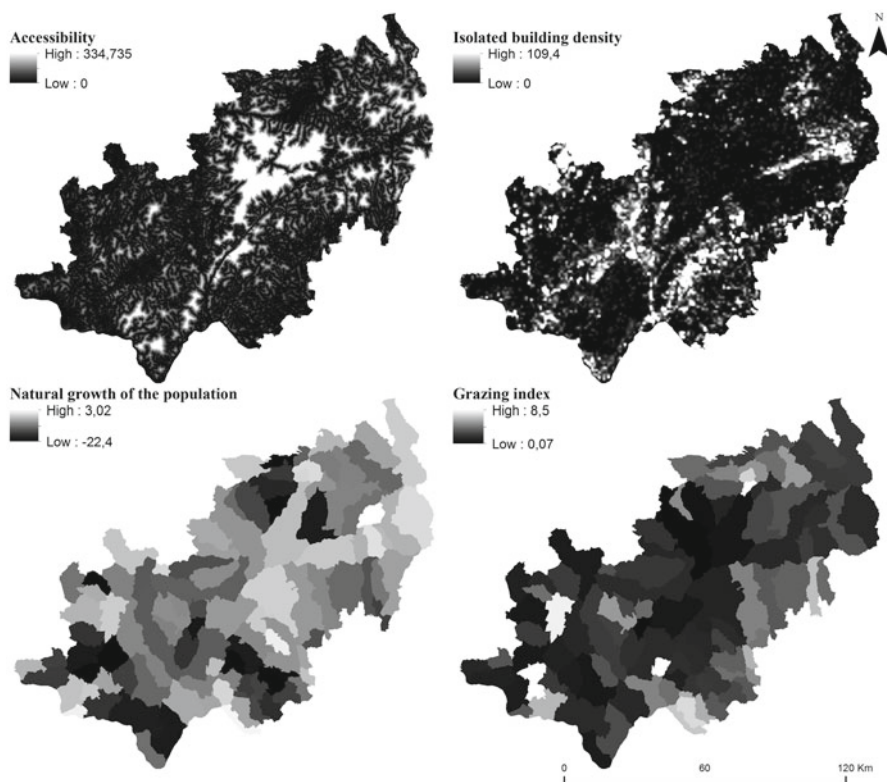 Accessibility
High : 334,735
Low : 0
Isolated building density
High : 109,4
Low : 0
N
Natural growth of the population
High : 3,02
Low : -22,4
Grazing index
High : 8,5
Low : 0,07
0 60 120 Km